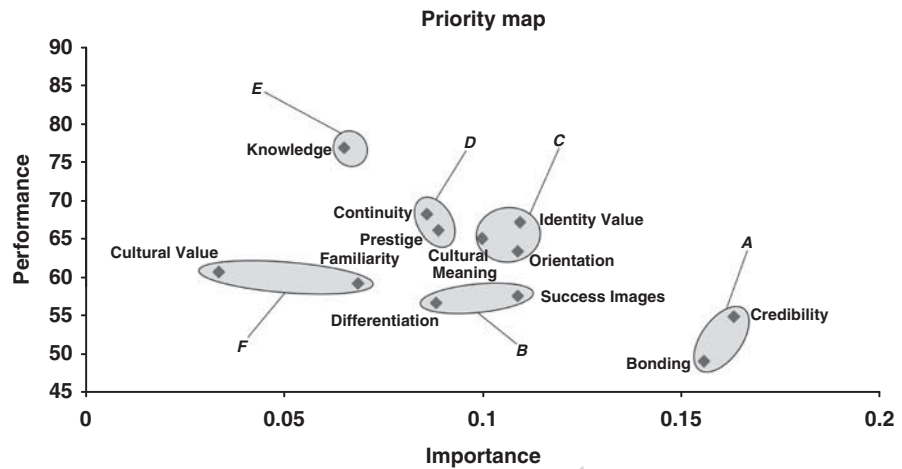 Priority map
90
85
80
75
70
65
60
55
50
45
Performance
E
D
C
Knowledge
Continuity
Identity Value
Prestige
Cultural Value
Familiarity
Cultural
Meaning
Orientation
A
Differentiation
Success Images
Credibility
F
B
Bonding
0
0.05
0.1
0.15
0.2
Importance